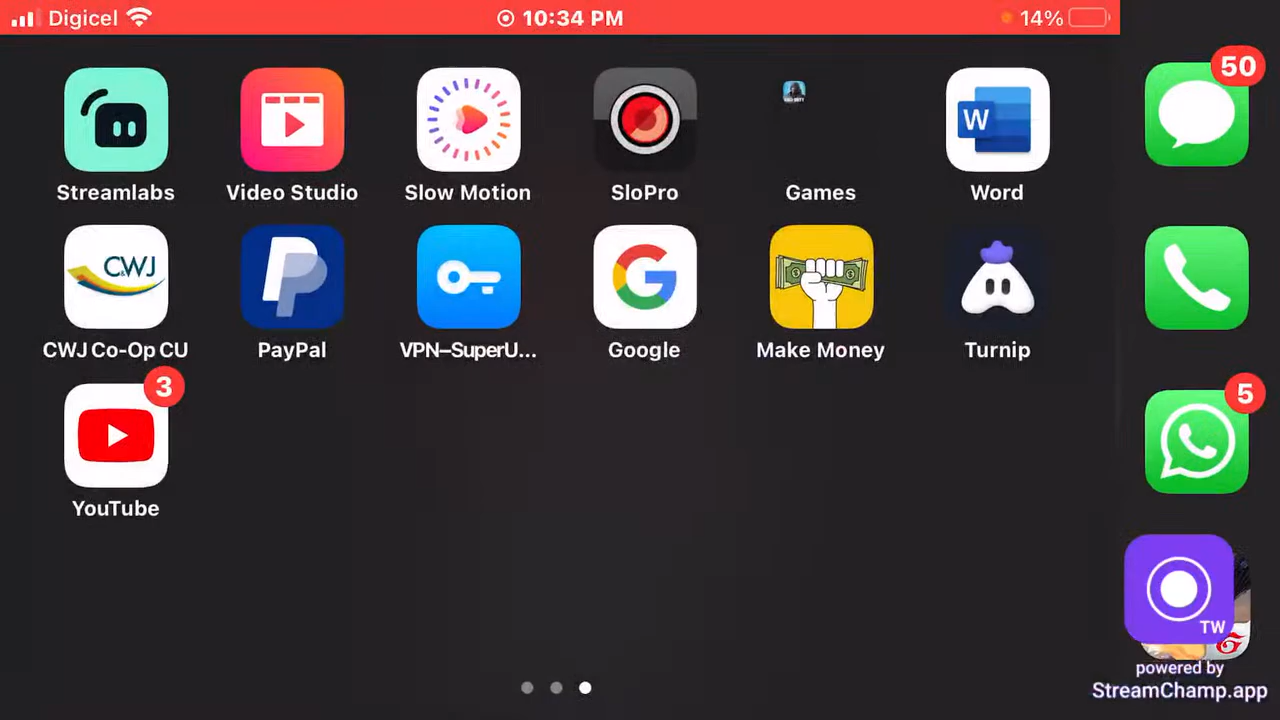 Digicel
10:34 PM
14%
50
Streamlabs
Video Studio
Slow Motion
SloPro
Games
W
Word
CWJ
CWJ Co-Op CU
PayPal
VPN–SuperU...
Google
Make Money
Turnip
3
YouTube
5
TW
powered by
StreamChamp.app